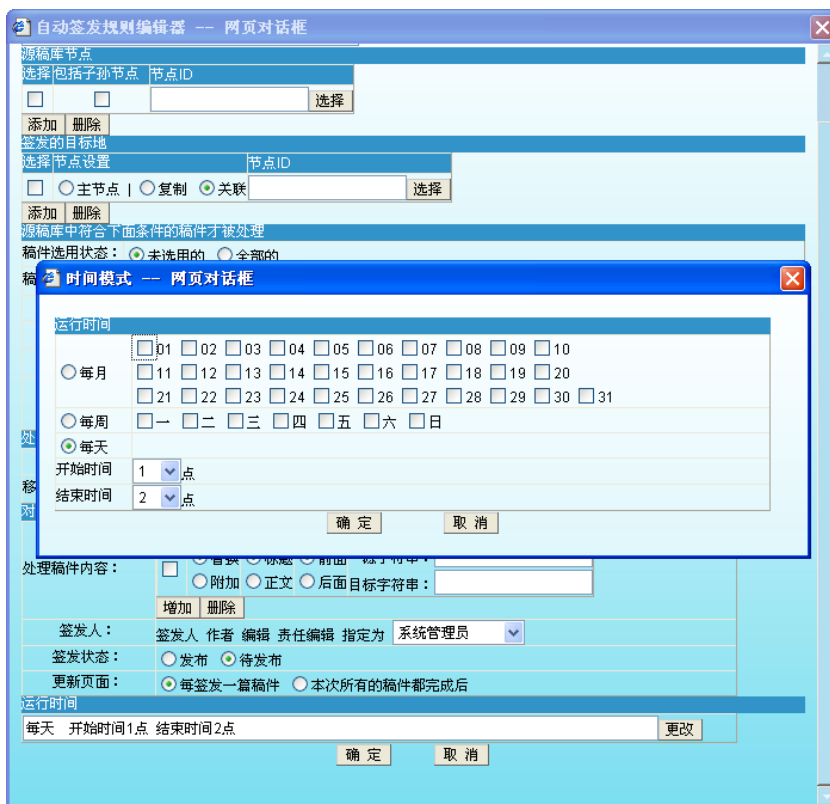 自动签发规则编辑器 -- 网页对话框
源稿库节点
选择 包括子孙节点 节点ID
选择
添加 删除
签发的目标地
选择 节点设置 节点ID
主节点 | 复制 关联 选择
添加 删除
源稿库中符合下面条件的稿件才被处理
稿件选用状态： 未选用的 全部的
稿
时间模式 -- 网页对话框
运行时间
01 02 03 04 05 06 07 08 09 10
每月 11 12 13 14 15 16 17 18 19 20
21 22 23 24 25 26 27 28 29 30 31
每周 一 二 三 四 五 六 日
处
每天
开始时间 1 点
移
结束时间 2 点
对
确 定 取 消
处理稿件内容： 替换 标题 前面 源字符串：
附加 正文 后面 目标字符串：
增加 删除
签发人： 签发人 作者 编辑 责任编辑 指定为 系统管理员
签发状态： 发布 待发布
更新页面： 每签发一篇稿件 本次所有的稿件都完成后
运行时间
每天 开始时间1点 结束时间2点 更改
确 定 取 消